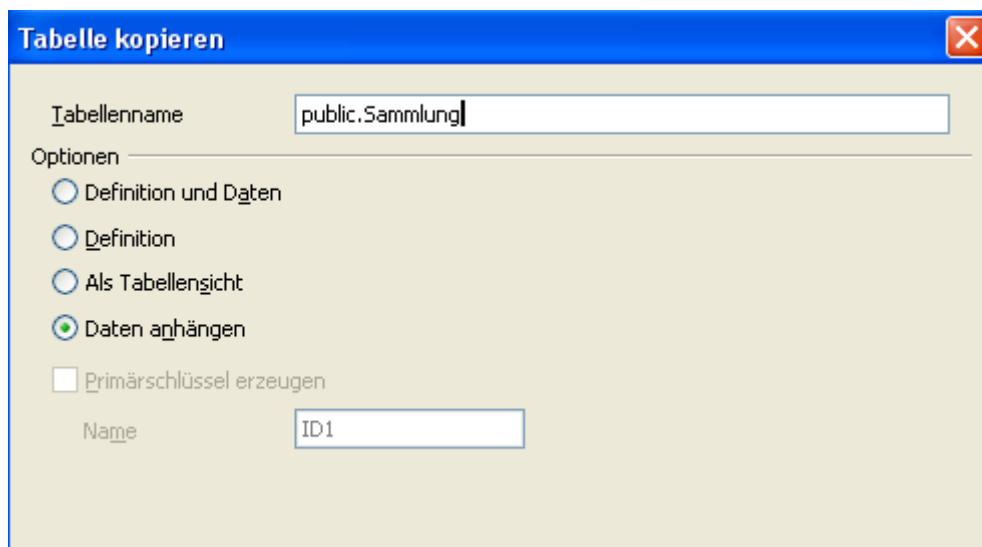 Tabelle kopieren
Tabellenname public.Sammlung
Optionen
Definition und Daten
Definition
Als Tabellensicht
Daten anhängen
Primärschlüssel erzeugen
Name ID1